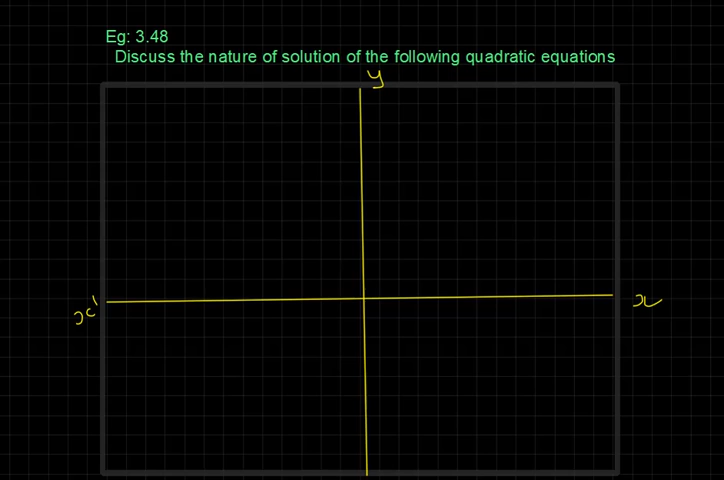 Eg: 3.48
Discuss the nature of solution of the following quadratic equations
y
x'
x